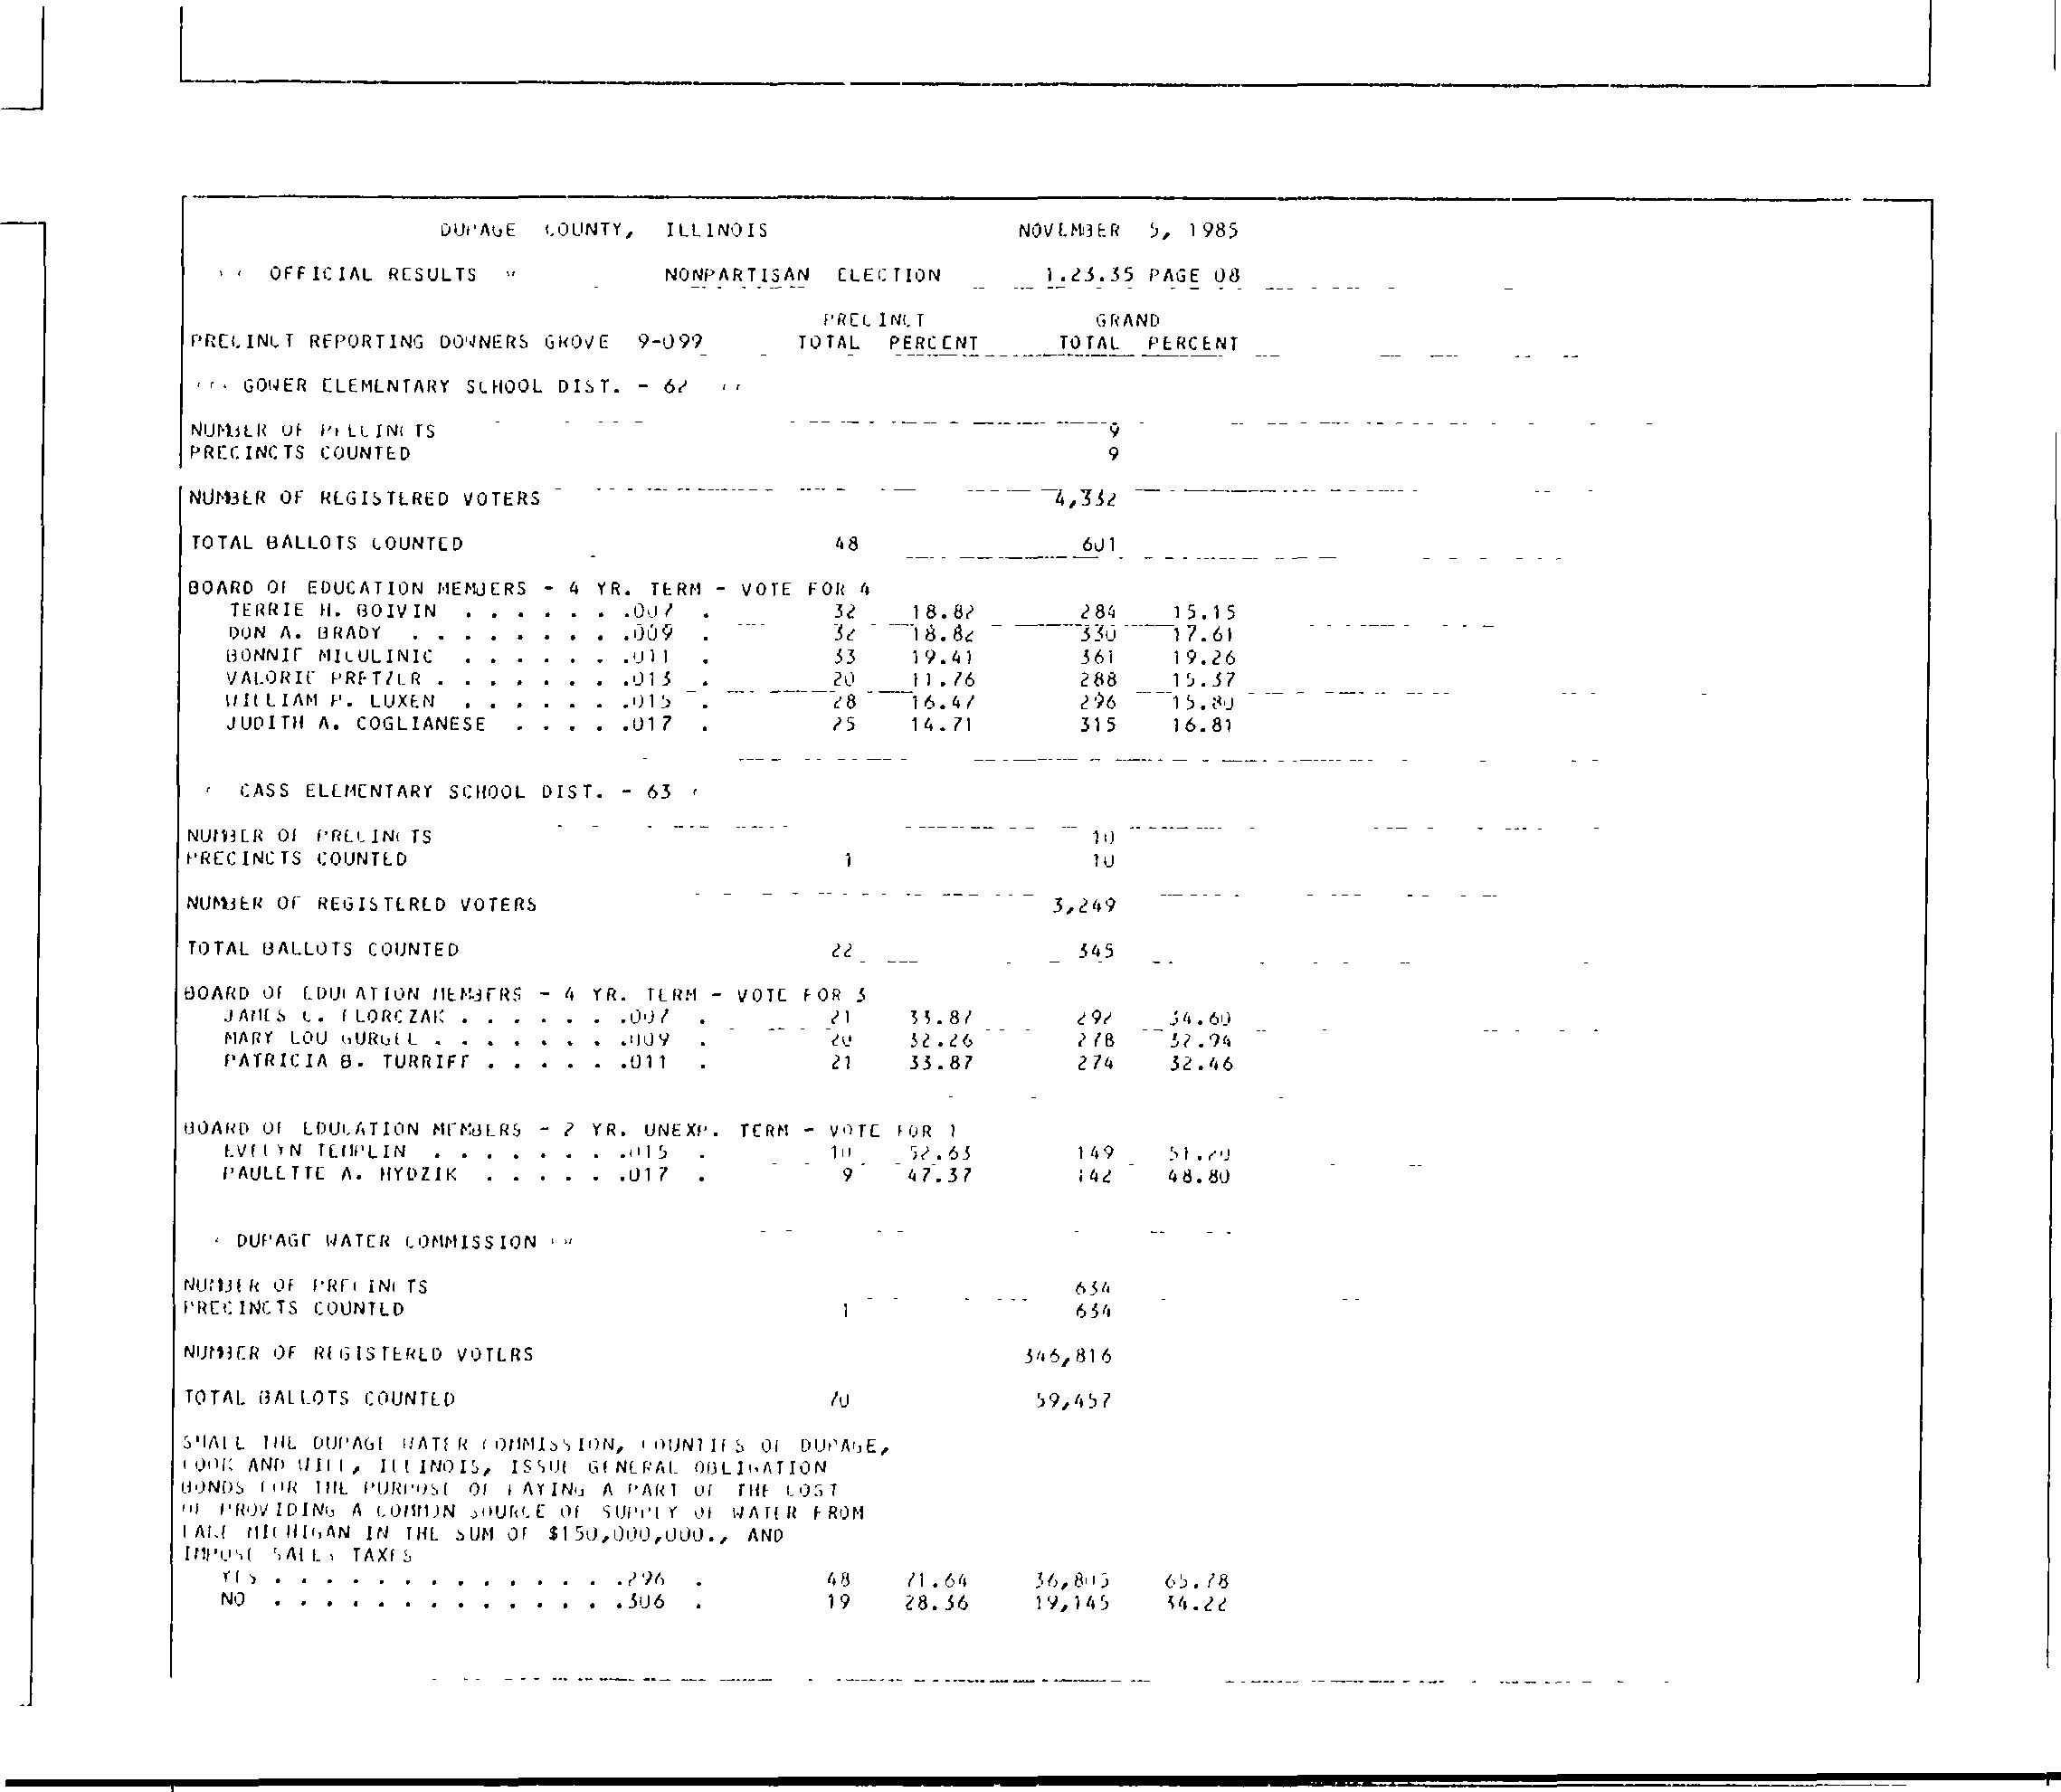 DUPAGE COUNTY, ILLINOIS NOVEMBER 5, 1985
OFFICIAL RESULTS NONPARTISAN ELECTION 1.23.35 PAGE 08
PRECINCT GRAND
PRECINCT REPORTING DOWNERS GROVE 9-099 TOTAL PERCENT TOTAL PERCENT
GOWER ELEMENTARY SCHOOL DIST. - 62
NUMBER OF PRECINCTS 9
PRECINCTS COUNTED 9
NUMBER OF REGISTERED VOTERS 4,332
TOTAL BALLOTS COUNTED 48 601
BOARD OF EDUCATION MEMBERS - 4 YR. TERM - VOTE FOR 4
TERRIE H. BOIVIN . . . . . . .007 . 32 18.82 284 15.15
DON A. BRADY . . . . . . . . .009 . 32 18.82 330 17.61
BONNIE MICULINIC . . . . . . .011 . 33 19.41 361 19.26
VALORIE PRETZER . . . . . . . .013 . 20 11.76 288 15.37
WILLIAM P. LUXEN . . . . . . .015 . 28 16.47 296 15.80
JUDITH A. COGLIANESE . . . . .017 . 25 14.71 315 16.81
CASS ELEMENTARY SCHOOL DIST. - 63
NUMBER OF PRECINCTS 10
PRECINCTS COUNTED 1 10
NUMBER OF REGISTERED VOTERS 3,249
TOTAL BALLOTS COUNTED 22 345
BOARD OF EDUCATION MEMBERS - 4 YR. TERM - VOTE FOR 3
JAMES C. FLORCZAK . . . . . . .007 . 21 33.87 292 34.60
MARY LOU GURGEL . . . . . . . .009 . 20 32.26 278 32.94
PATRICIA B. TURRIFF . . . . . .011 . 21 33.87 274 32.46
BOARD OF EDUCATION MEMBERS - 2 YR. UNEXP. TERM - VOTE FOR 1
EVELYN TEMPLIN . . . . . . . .015 . 10 52.63 149 51.20
PAULETTE A. HYDZIK . . . . . .017 . 9 47.37 142 48.80
DUPAGE WATER COMMISSION
NUMBER OF PRECINCTS 634
PRECINCTS COUNTED 1 634
NUMBER OF REGISTERED VOTERS 346,816
TOTAL BALLOTS COUNTED 70 59,457
SHALL THE DUPAGE WATER COMMISSION, COUNTIES OF DUPAGE,
COOK AND WILL, ILLINOIS, ISSUE GENERAL OBLIGATION
BONDS FOR THE PURPOSE OF PAYING A PART OF THE COST
OF PROVIDING A COMMON SOURCE OF SUPPLY OF WATER FROM
LAKE MICHIGAN IN THE SUM OF $150,000,000., AND
IMPOSE SALES TAXES
YES . . . . . . . . . . . . . . .296 . 48 71.64 36,805 65.78
NO . . . . . . . . . . . . . . .306 . 19 28.36 19,145 34.22